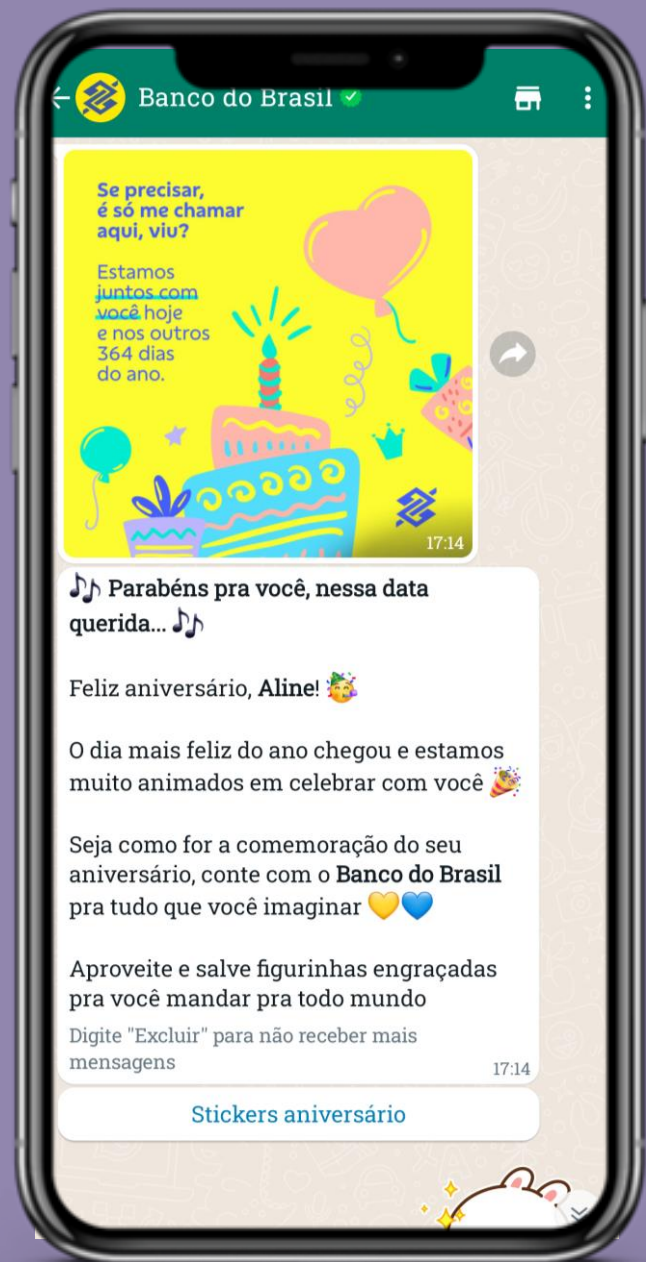 Banco do Brasil
Se precisar,
é só me chamar
aqui, viu?
Estamos
juntos com
você hoje
e nos outros
364 dias
do ano.
17:14
🎶 Parabéns pra você, nessa data
querida... 🎶
Feliz aniversário, Aline! 🥳
O dia mais feliz do ano chegou e estamos
muito animados em celebrar com você 🎉
Seja como for a comemoração do seu
aniversário, conte com o Banco do Brasil
pra tudo que você imaginar 💛💙
Aproveite e salve figurinhas engraçadas
pra você mandar pra todo mundo
Digite "Excluir" para não receber mais
mensagens
17:14
Stickers aniversário